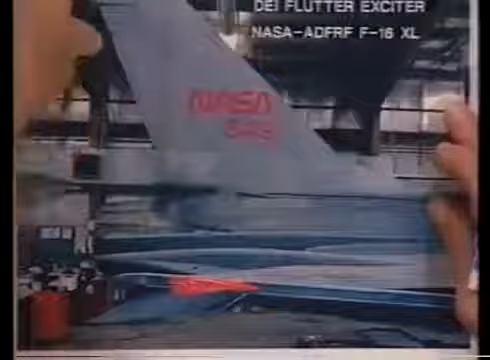 DEI FLUTTER EXCITER
NASA-ADFRF F-16 XL
NASA